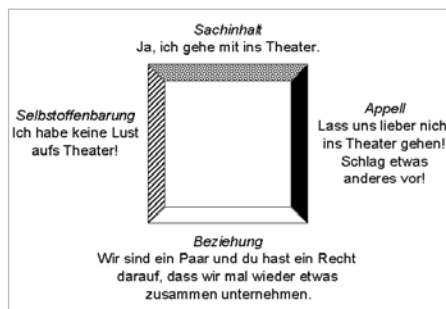 Sachinhalt
Ja, ich gehe mit ins Theater.
Selbstoffenbarung
Ich habe keine Lust
aufs Theater!
Appell
Lass uns lieber nich
ins Theater gehen!
Schlag etwas
anderes vor!
Beziehung
Wir sind ein Paar und du hast ein Recht
darauf, dass wir mal wieder etwas
zusammen unternehmen.